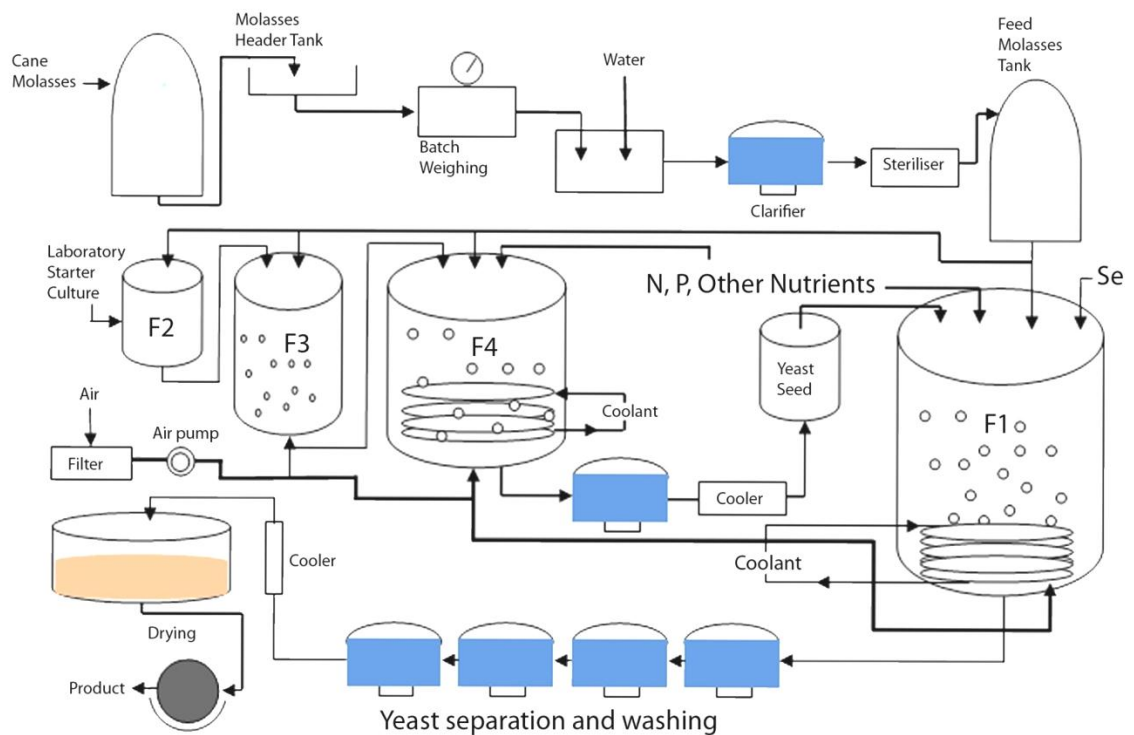 Molasses
Header Tank
Feed
Molasses
Tank
Cane
Molasses
Water
Batch
Weighing
Steriliser
Clarifier
Laboratory
Starter
Culture
N, P, Other Nutrients
Se
F2
F3
F4
Yeast
Seed
F1
Air
Coolant
Air pump
Filter
Cooler
Cooler
Coolant
Drying
Product
Yeast separation and washing